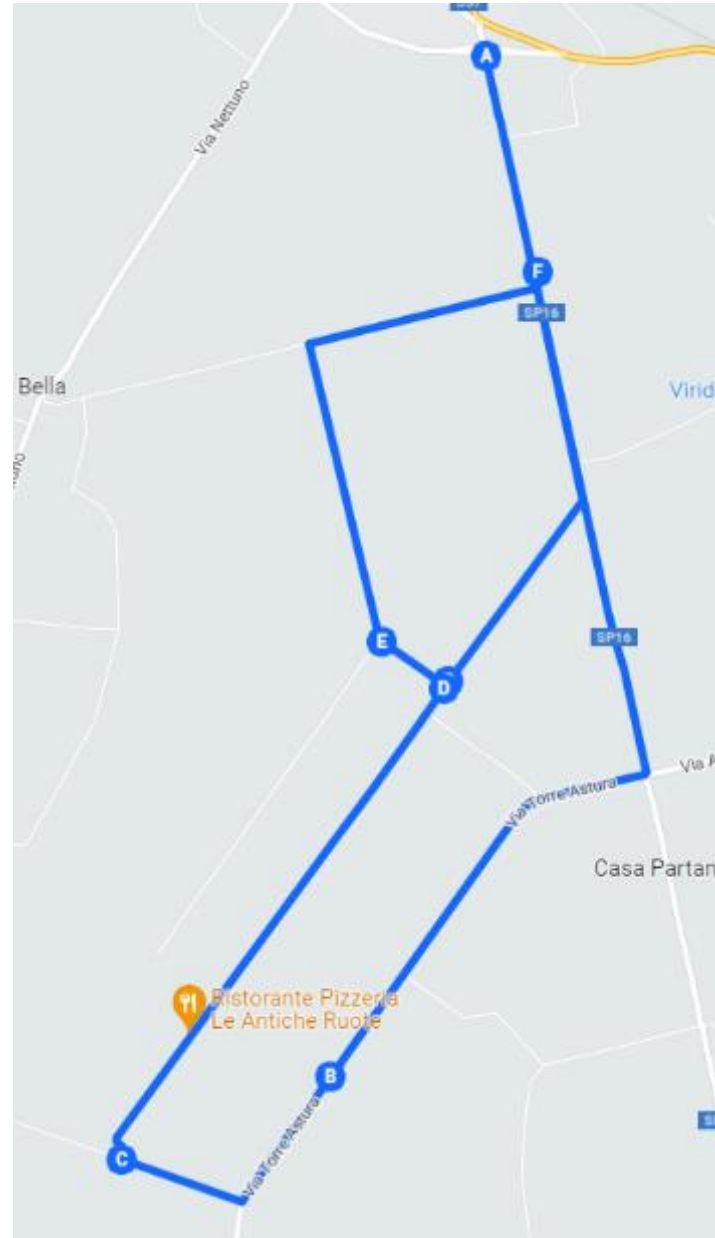 A
Via Nettuno
F
SP16
Bella
Virid
E
SP16
D
Via A
Via Torre Astura
Casa Partan
Ristorante Pizzeria
Le Antiche Ruote
B
Via Torre Astura
C